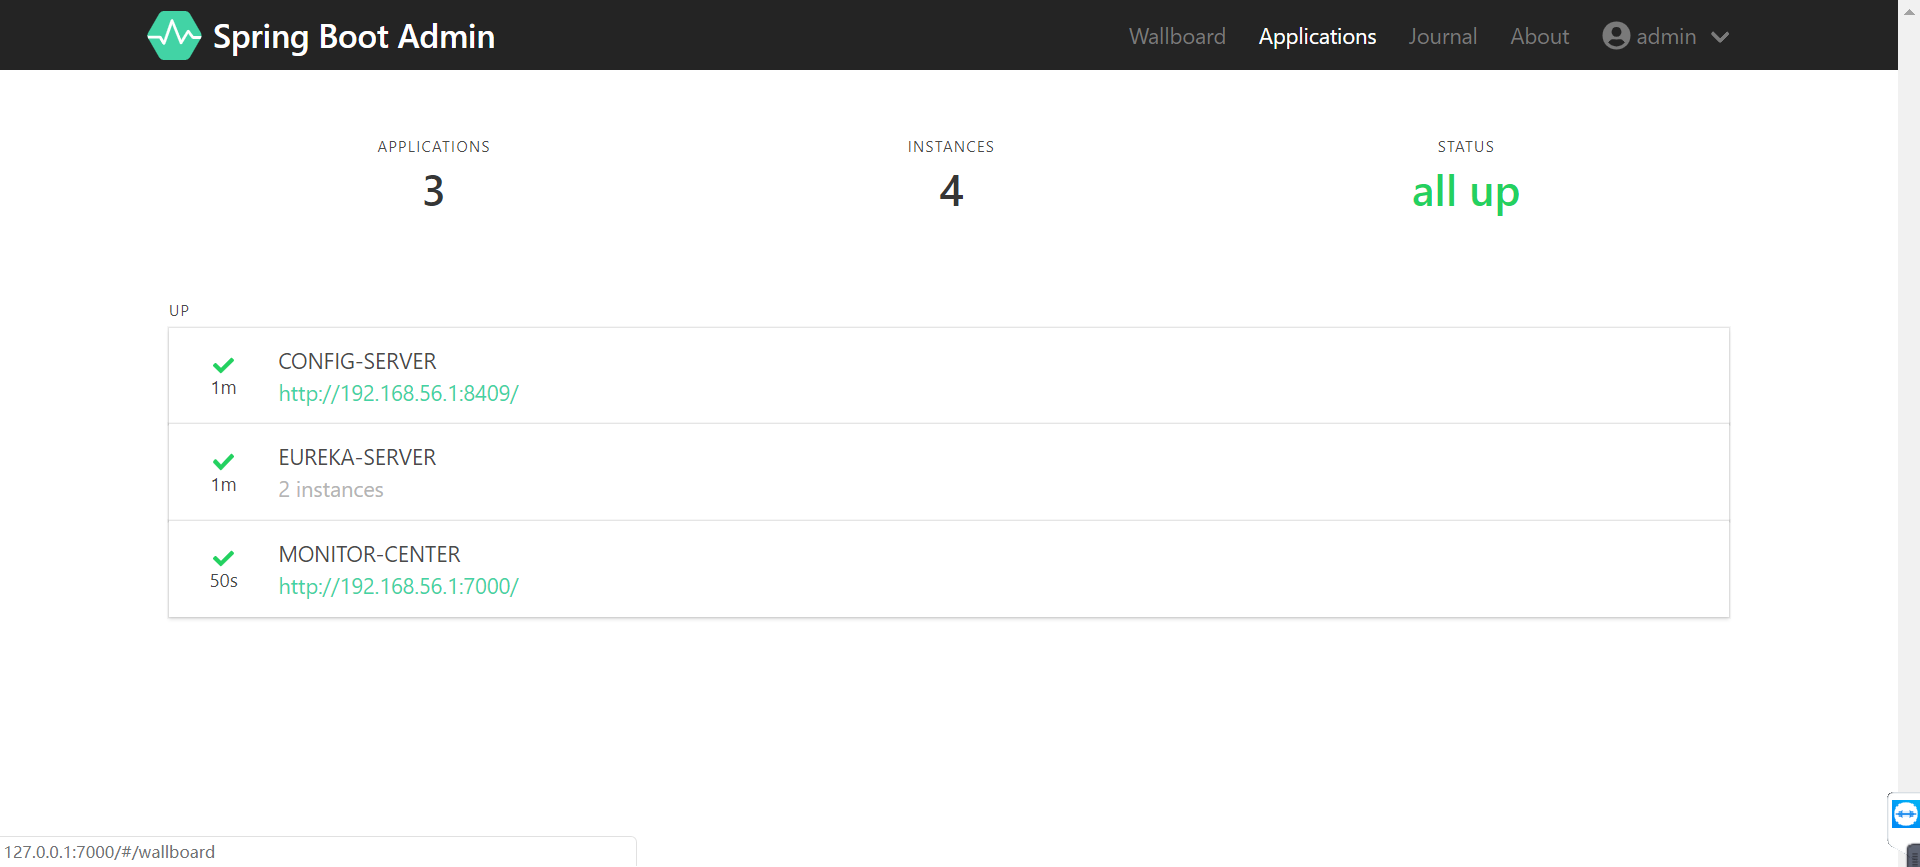 Spring Boot Admin
Wallboard Applications Journal About admin
APPLICATIONS INSTANCES STATUS
3 4 all up
UP
CONFIG-SERVER
1m
http://192.168.56.1:8409/
EUREKA-SERVER
1m
2 instances
MONITOR-CENTER
50s
http://192.168.56.1:7000/
127.0.0.1:7000/#/wallboard